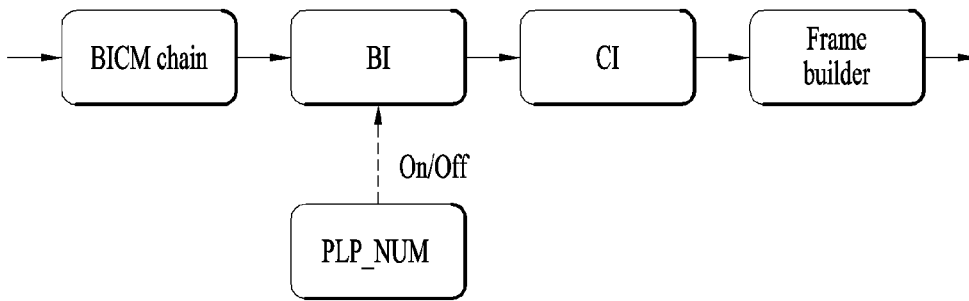 BICM chain
BI
CI
Frame
builder
On/Off
PLP_NUM